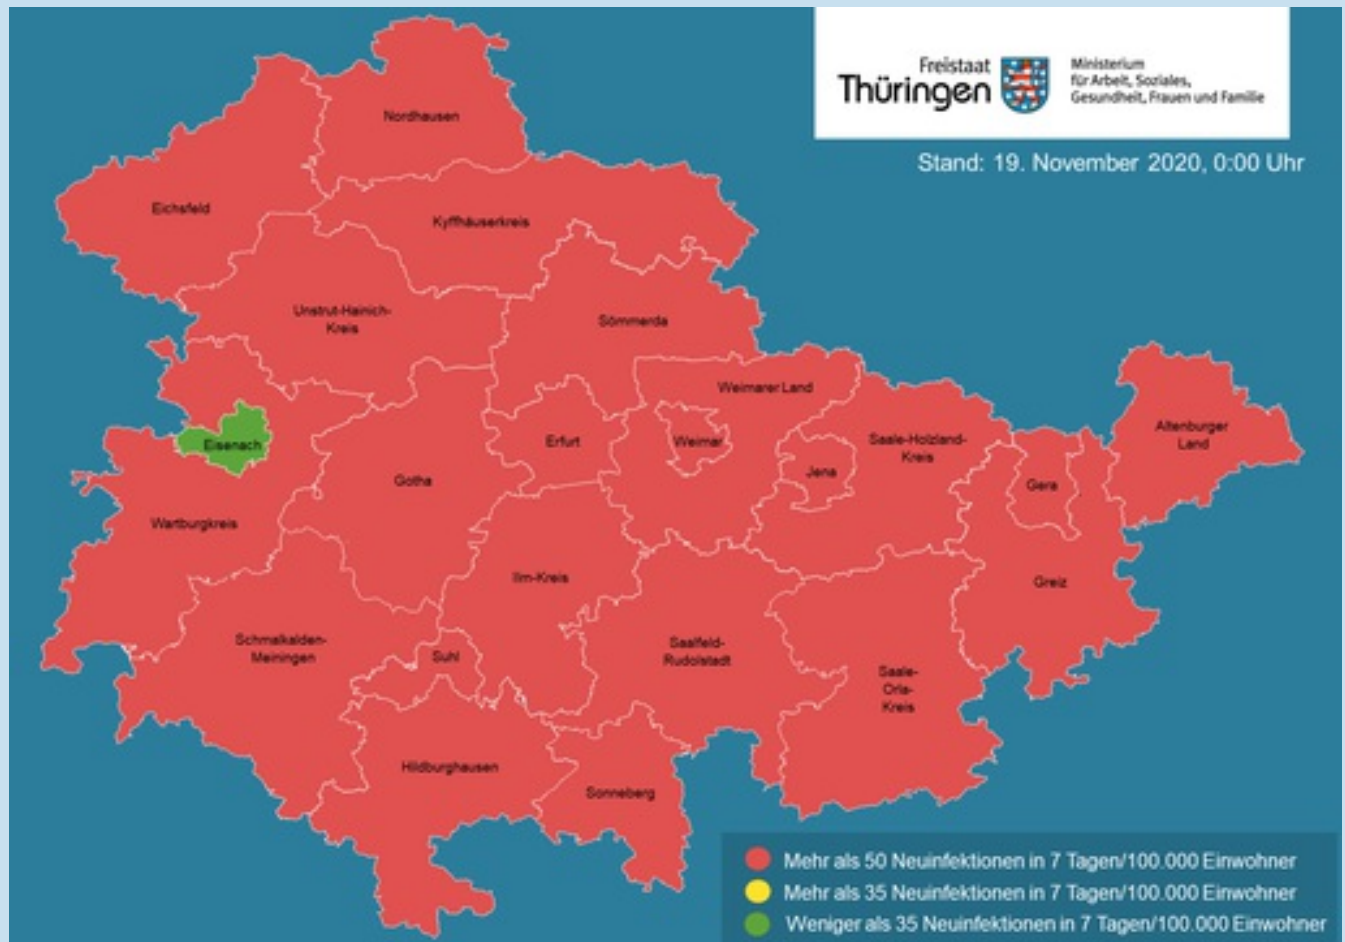 Freistaat
Thüringen
Ministerium
für Arbeit, Soziales,
Gesundheit, Frauen und Familie
Stand: 19. November 2020, 0:00 Uhr
Nordhausen
Eichsfeld
Kyffhäuserkreis
Unstrut-Hainich-
Kreis
Sömmerda
Weimarer Land
Eisenach
Erfurt
Weimar
Jena
Saale-Holzland-
Kreis
Gera
Altenburger
Land
Gotha
Wartburgkreis
Ilm-Kreis
Greiz
Schmalkalden-
Meiningen
Suhl
Saalfeld-
Rudolstadt
Saale-
Orla-
Kreis
Hildburghausen
Sonneberg
Mehr als 50 Neuinfektionen in 7 Tagen/100.000 Einwohner
Mehr als 35 Neuinfektionen in 7 Tagen/100.000 Einwohner
Weniger als 35 Neuinfektionen in 7 Tagen/100.000 Einwohner